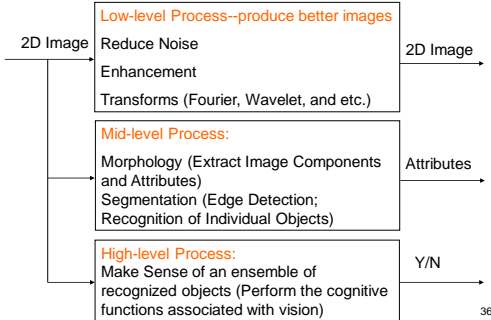 Low-level Process--produce better images
2D Image
Reduce Noise
2D Image
Enhancement
Transforms (Fourier, Wavelet, and etc.)
Mid-level Process:
Morphology (Extract Image Components
and Attributes)
Attributes
Segmentation (Edge Detection;
Recognition of Individual Objects)
High-level Process:
Make Sense of an ensemble of
recognized objects (Perform the cognitive
functions associated with vision)
Y/N
36